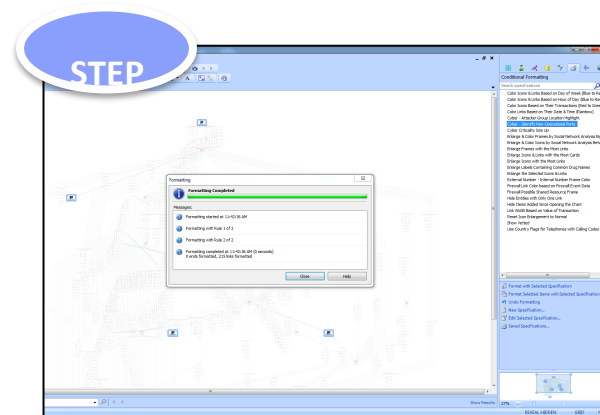 STEP
Conditional Formatting
Search specifications
Color Icons &Links Based on Day of Week (Blue to Re
Color Icons &Links Based on Hour of Day (Blue to Re
Color Icons Based on Their Transactions (Red to Gree
Color Links Based on Their Date & Time (Rainbow)
Cyber - Attacker Group Location Highlight
Cyber - Identify Non Operational Ports
Cyber Criticality Size Up
Enlarge & Color Frames by Social Network Analysis By
Enlarge & Color Icons by Social Network Analysis Betw
Enlarge Frames with the Most Links
Enlarge Icons & Links with the Most Cards
Enlarge Icons with the Most Links
Enlarge Labels Containing Common Drug Names
Enlarge the Selected Icons &Links
External Number - Internal Number Frame Color
Firewall Link Color based on Firewall Event Data
Firewall Possible Shared Resource Frame
Hide Entities with Only One Link
Hide Items Added Since Opening the Chart
Link Width Based on Value of Transaction
Reset Icon Enlargement to Normal
Show Vetted
Use Country Flags for Telephones with Calling Codes
Formatting
Formatting Completed
Messages:
Formatting started at 11:42:36 AM
Formatting with Rule 1 of 2
Formatting with Rule 2 of 2
Formatting completed at 11:42:36 AM (0 seconds)
0 ends formatted, 215 links formatted
Close Help
Format with Selected Specification
Format Selected Items with Selected Specification
Undo Formatting
New Specification...
Edit Selected Specification...
Saved Specifications...
Show Results
27%
REVEAL HIDDEN GRID